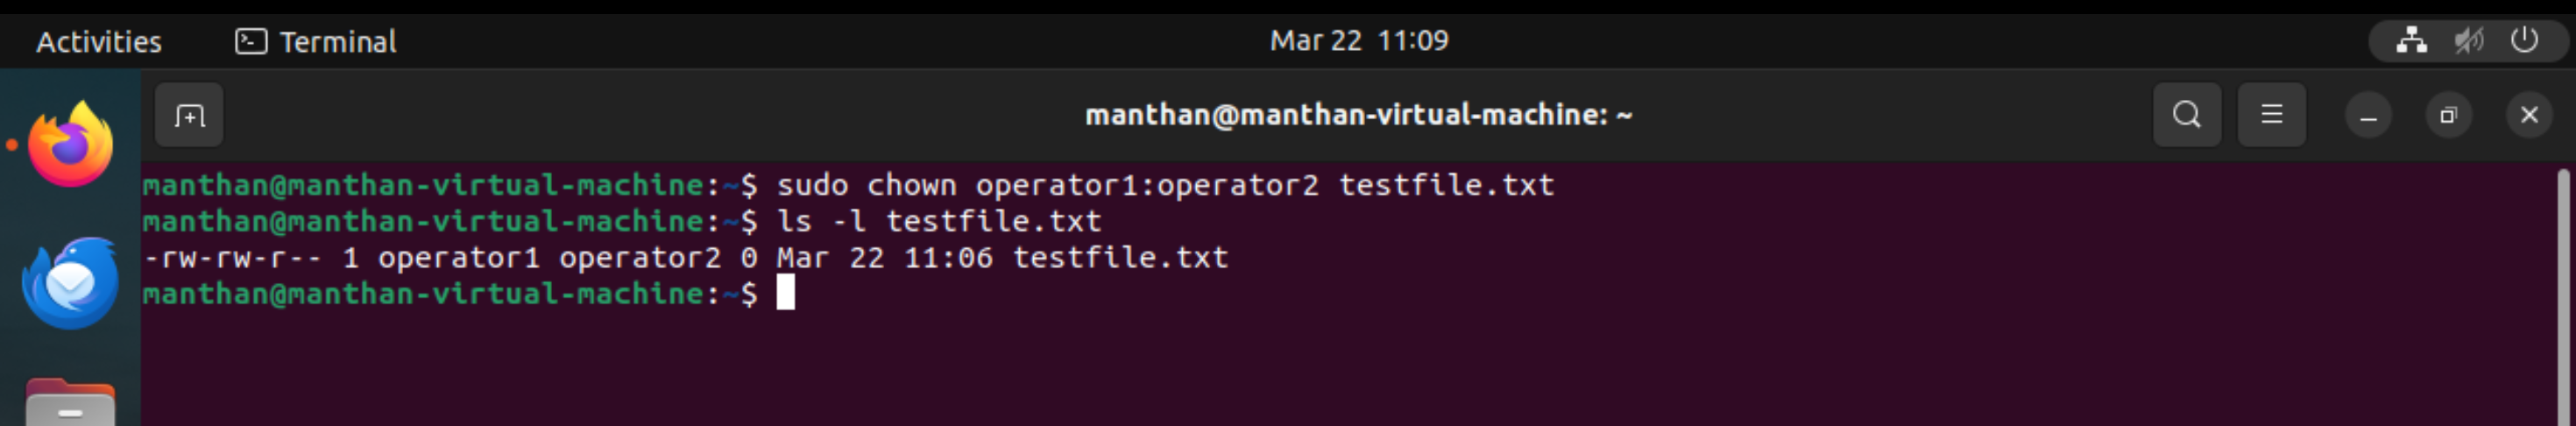 Activities Terminal Mar 22 11:09
manthan@manthan-virtual-machine: ~
manthan@manthan-virtual-machine:~$ sudo chown operator1:operator2 testfile.txt
manthan@manthan-virtual-machine:~$ ls -l testfile.txt
-rw-rw-r-- 1 operator1 operator2 0 Mar 22 11:06 testfile.txt
manthan@manthan-virtual-machine:~$